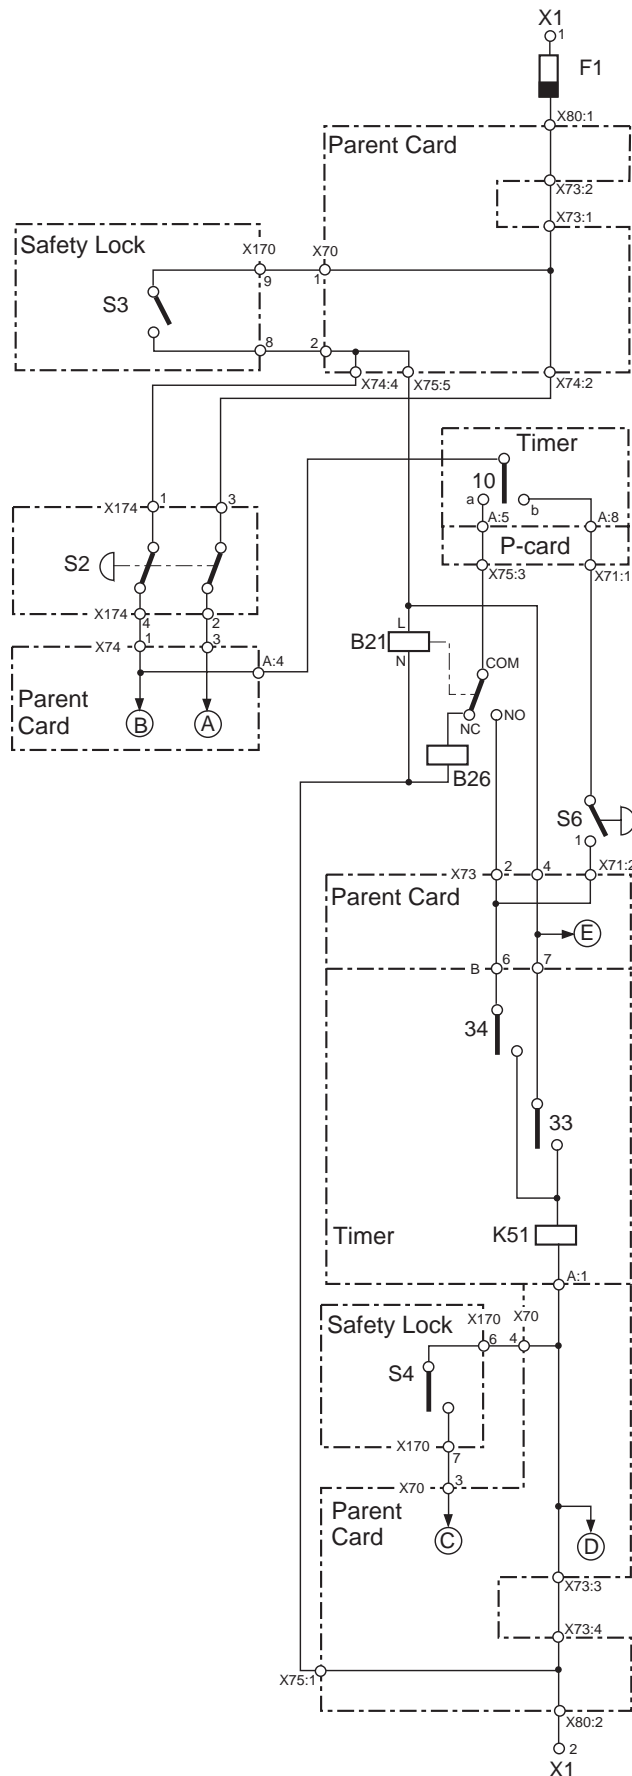 X1
1
F1
X80:1
Parent Card
X73:2
X73:1
Safety Lock
X170
X70
9
1
S3
8
2
X74:4
X75:5
X74:2
Timer
10
a
b
A:5
A:8
P-card
X75:3
X71:1
X174
1
3
S2
X174
4
2
X74
1
3
A:4
Parent
Card
B
A
L
B21
N
COM
NC
NO
B26
S6
1
X71:2
X73
2
4
Parent Card
E
B
6
7
34
33
Timer
K51
A:1
Safety Lock
X170
X70
6
4
S4
X170
7
X70
3
Parent
Card
C
D
X73:3
X73:4
X75:1
X80:2
2
X1